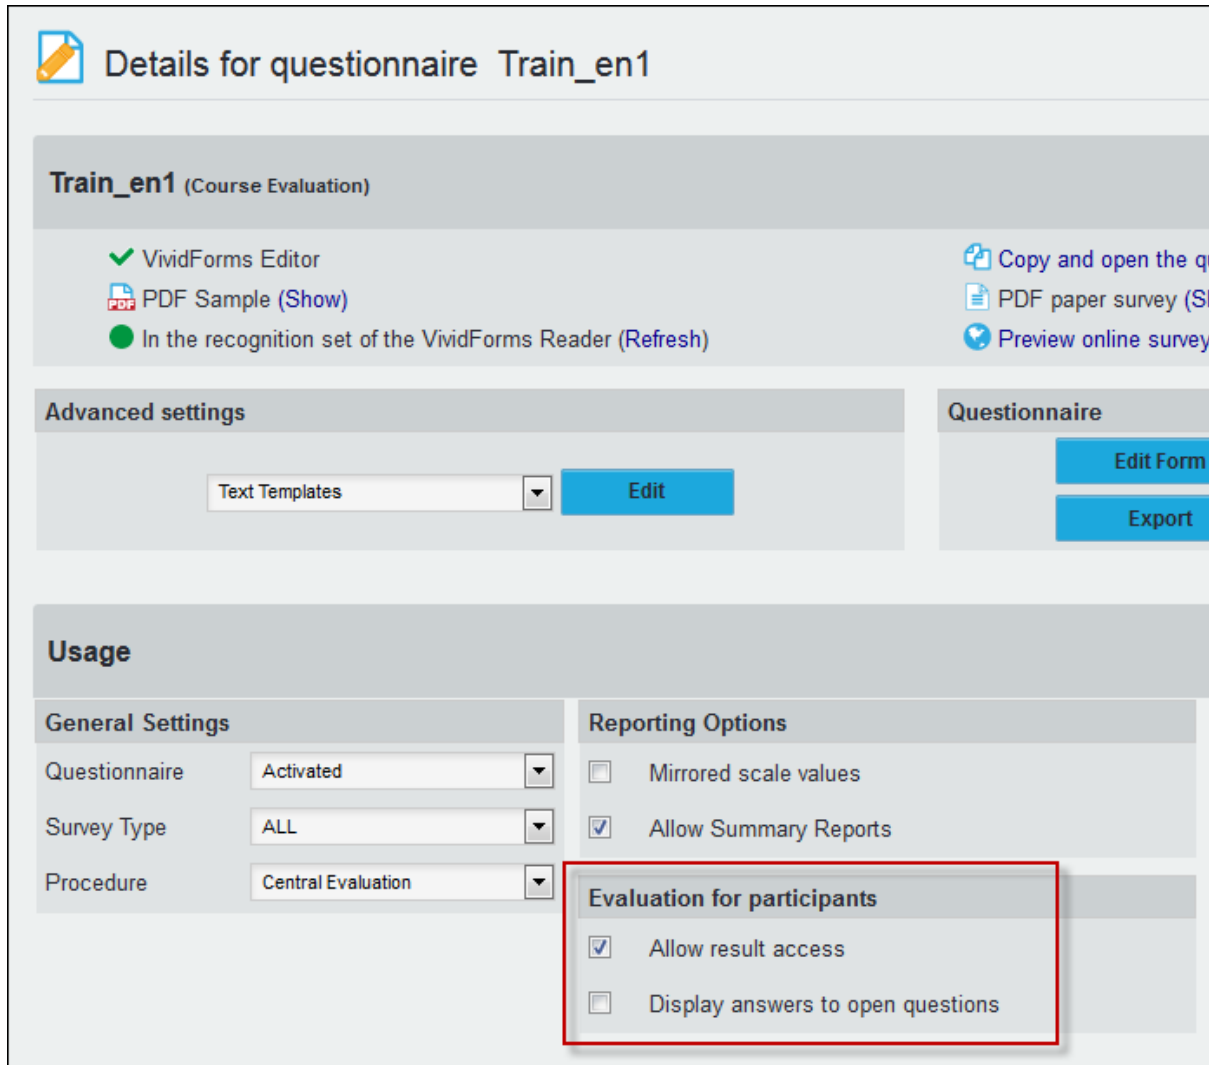 Details for questionnaire Train_en1
Train_en1 (Course Evaluation)
VividForms Editor
PDF Sample (Show)
In the recognition set of the VividForms Reader (Refresh)
Copy and open the
PDF paper survey
Preview online survey
Advanced settings
Text Templates
Edit
Questionnaire
Edit Form
Export
Usage
General Settings
Questionnaire Activated
Survey Type ALL
Procedure Central Evaluation
Reporting Options
Mirrored scale values
Allow Summary Reports
Evaluation for participants
Allow result access
Display answers to open questions